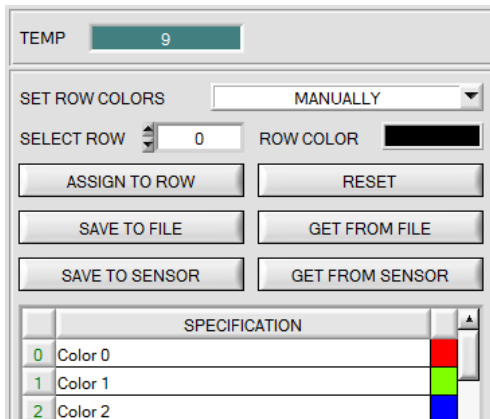 TEMP 9
SET ROW COLORS MANUALLY
SELECT ROW 0 ROW COLOR
ASSIGN TO ROW RESET
SAVE TO FILE GET FROM FILE
SAVE TO SENSOR GET FROM SENSOR
SPECIFICATION
0 Color 0
1 Color 1
2 Color 2